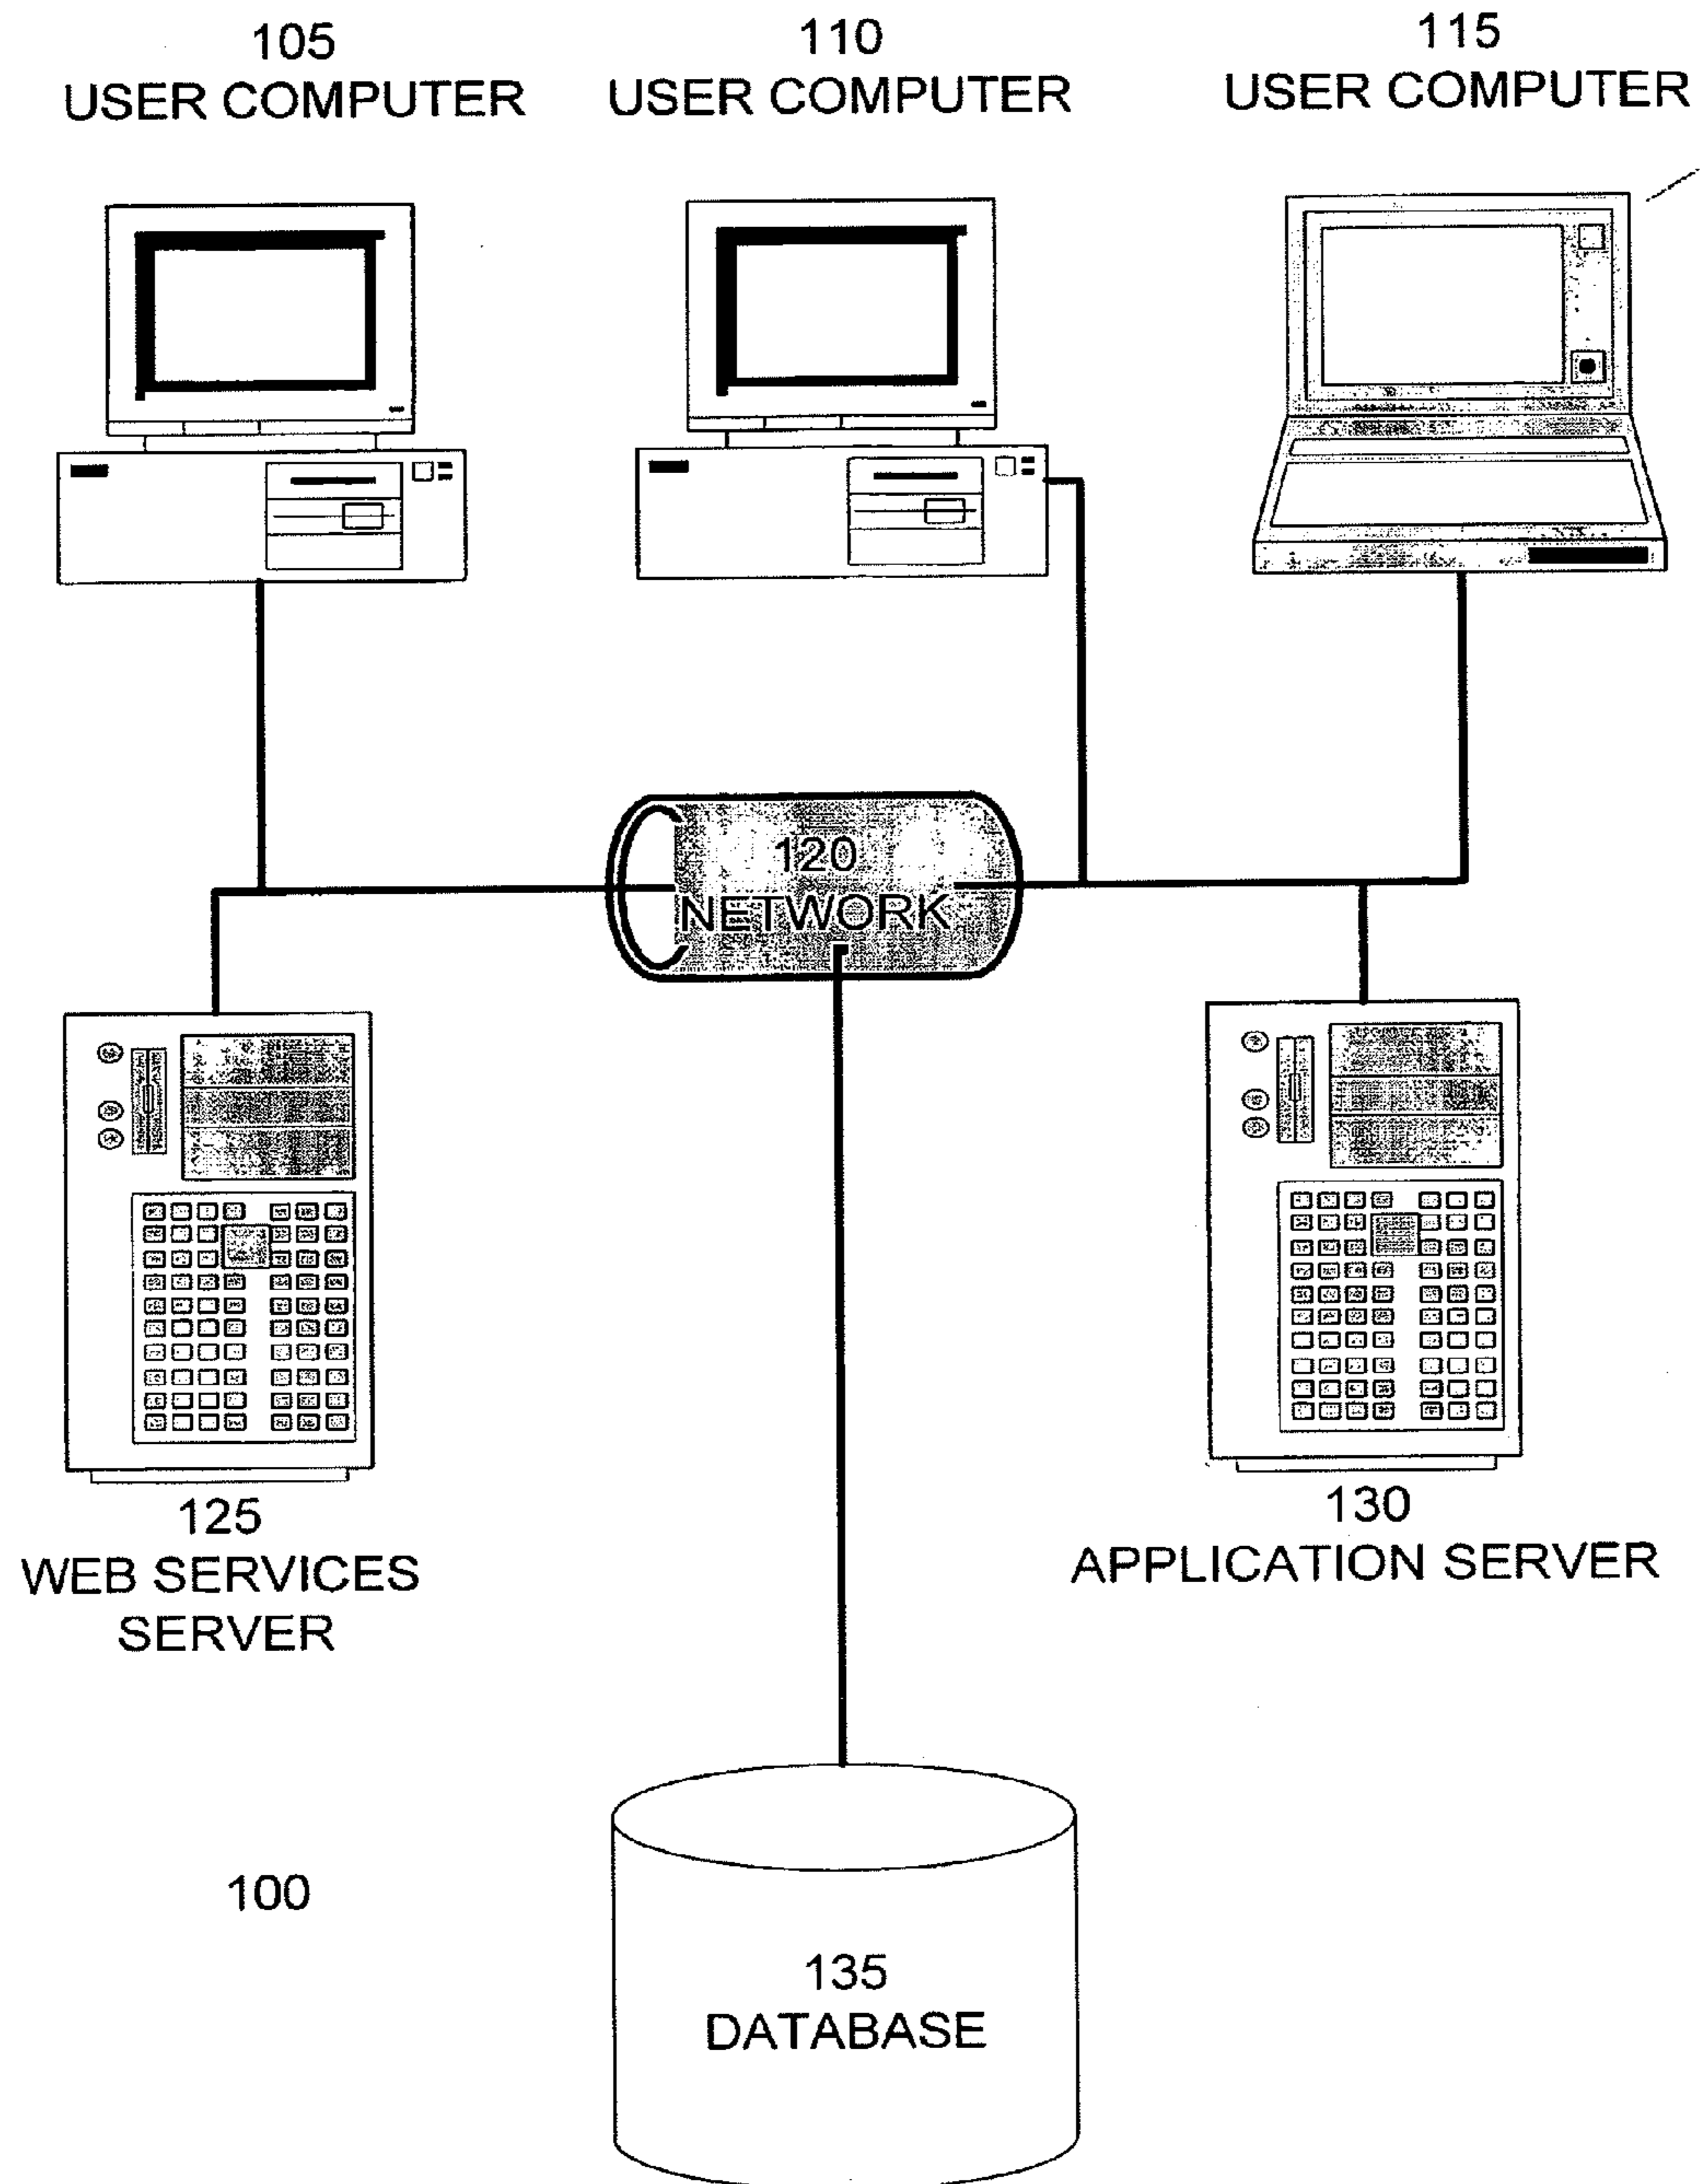 105
USER COMPUTER
110
USER COMPUTER
115
USER COMPUTER
120
NETWORK
125
WEB SERVICES
SERVER
130
APPLICATION SERVER
100
135
DATABASE